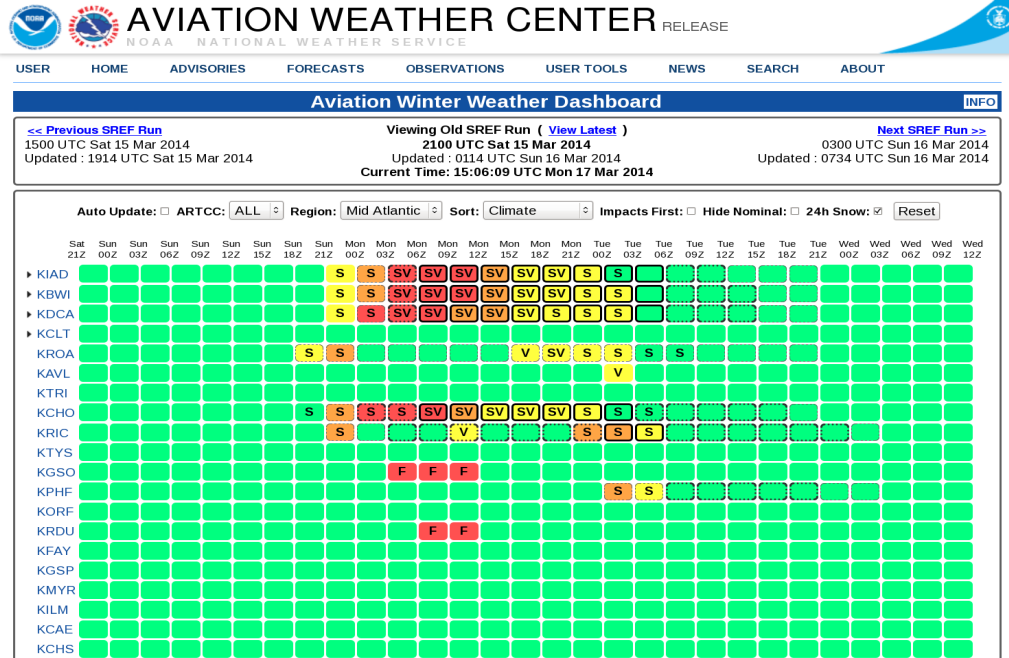 NOAA
AVIATION WEATHER CENTER RELEASE
NOAA NATIONAL WEATHER SERVICE
USER HOME ADVISORIES FORECASTS OBSERVATIONS USER TOOLS NEWS SEARCH ABOUT
Aviation Winter Weather Dashboard INFO
<< Previous SREF Run Viewing Old SREF Run ( View Latest ) Next SREF Run >>
1500 UTC Sat 15 Mar 2014 2100 UTC Sat 15 Mar 2014 0300 UTC Sun 16 Mar 2014
Updated : 1914 UTC Sat 15 Mar 2014 Updated : 0114 UTC Sun 16 Mar 2014 Updated : 0734 UTC Sun 16 Mar 2014
Current Time: 15:06:09 UTC Mon 17 Mar 2014
Auto Update: ARTCC: ALL Region: Mid Atlantic Sort: Climate Impacts First: Hide Nominal: 24h Snow: Reset
Sat Sun Sun Sun Sun Sun Sun Sun Sun Mon Mon Mon Mon Mon Mon Mon Mon Tue Tue Tue Tue Tue Tue Tue Tue Wed Wed Wed Wed Wed
21Z 00Z 03Z 06Z 09Z 12Z 15Z 18Z 21Z 00Z 03Z 06Z 09Z 12Z 15Z 18Z 21Z 00Z 03Z 06Z 09Z 12Z 15Z 18Z 21Z 00Z 03Z 06Z 09Z 12Z
KIAD S S SV SV SV SV SV SV S S
KBWI S S SV SV SV SV SV SV S S
KDCA S S SV SV SV SV SV S S S
KCLT
KROA S S V SV S S S S
KAVL V
KTRI
KCHO S S S S SV SV SV SV SV S S S
KRIC S V S S S
KTYS
KGSO F F F
KPHF S S
KORF
KRDU F F
KFAY
KGSP
KMYR
KILM
KCAE
KCHS